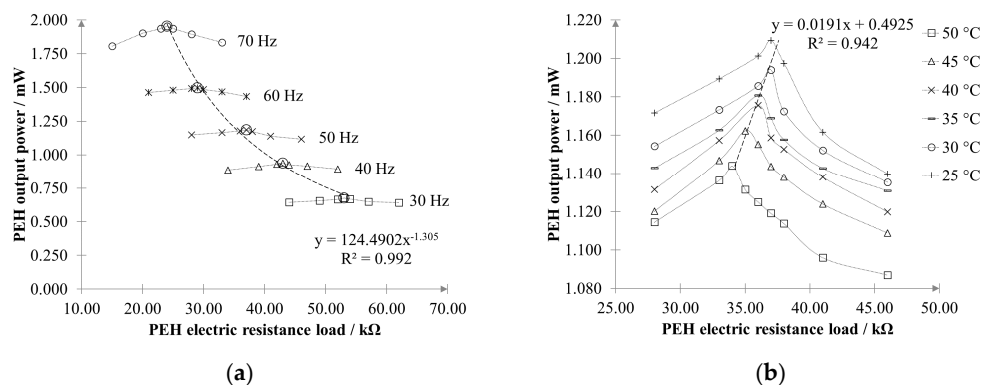 2.000
1.750
1.500
1.250
1.000
0.750
0.500
0.250
0.000
PEH output power / mW
70 Hz
60 Hz
50 Hz
40 Hz
30 Hz
y = 124.4902x^-1.305
R² = 0.992
10.00 20.00 30.00 40.00 50.00 60.00 70.00
PEH electric resistance load / kΩ
(a)
1.220
1.200
1.180
1.160
1.140
1.120
1.100
1.080
PEH output power / mW
y = 0.0191x + 0.4925
R² = 0.942
50 °C
45 °C
40 °C
35 °C
30 °C
25 °C
25.00 30.00 35.00 40.00 45.00 50.00
PEH electric resistance load / kΩ
(b)